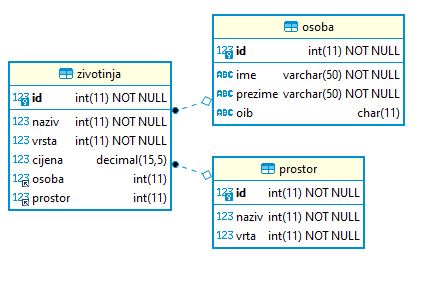 osoba
123 id int(11) NOT NULL
ABC ime varchar(50) NOT NULL
ABC prezime varchar(50) NOT NULL
ABC oib char(11)
zivotinja
123 id int(11) NOT NULL
123 naziv int(11) NOT NULL
123 vrsta int(11) NOT NULL
123 cijena decimal(15,5)
123 osoba int(11)
123 prostor int(11)
prostor
123 id int(11) NOT NULL
123 naziv int(11) NOT NULL
123 vrta int(11) NOT NULL